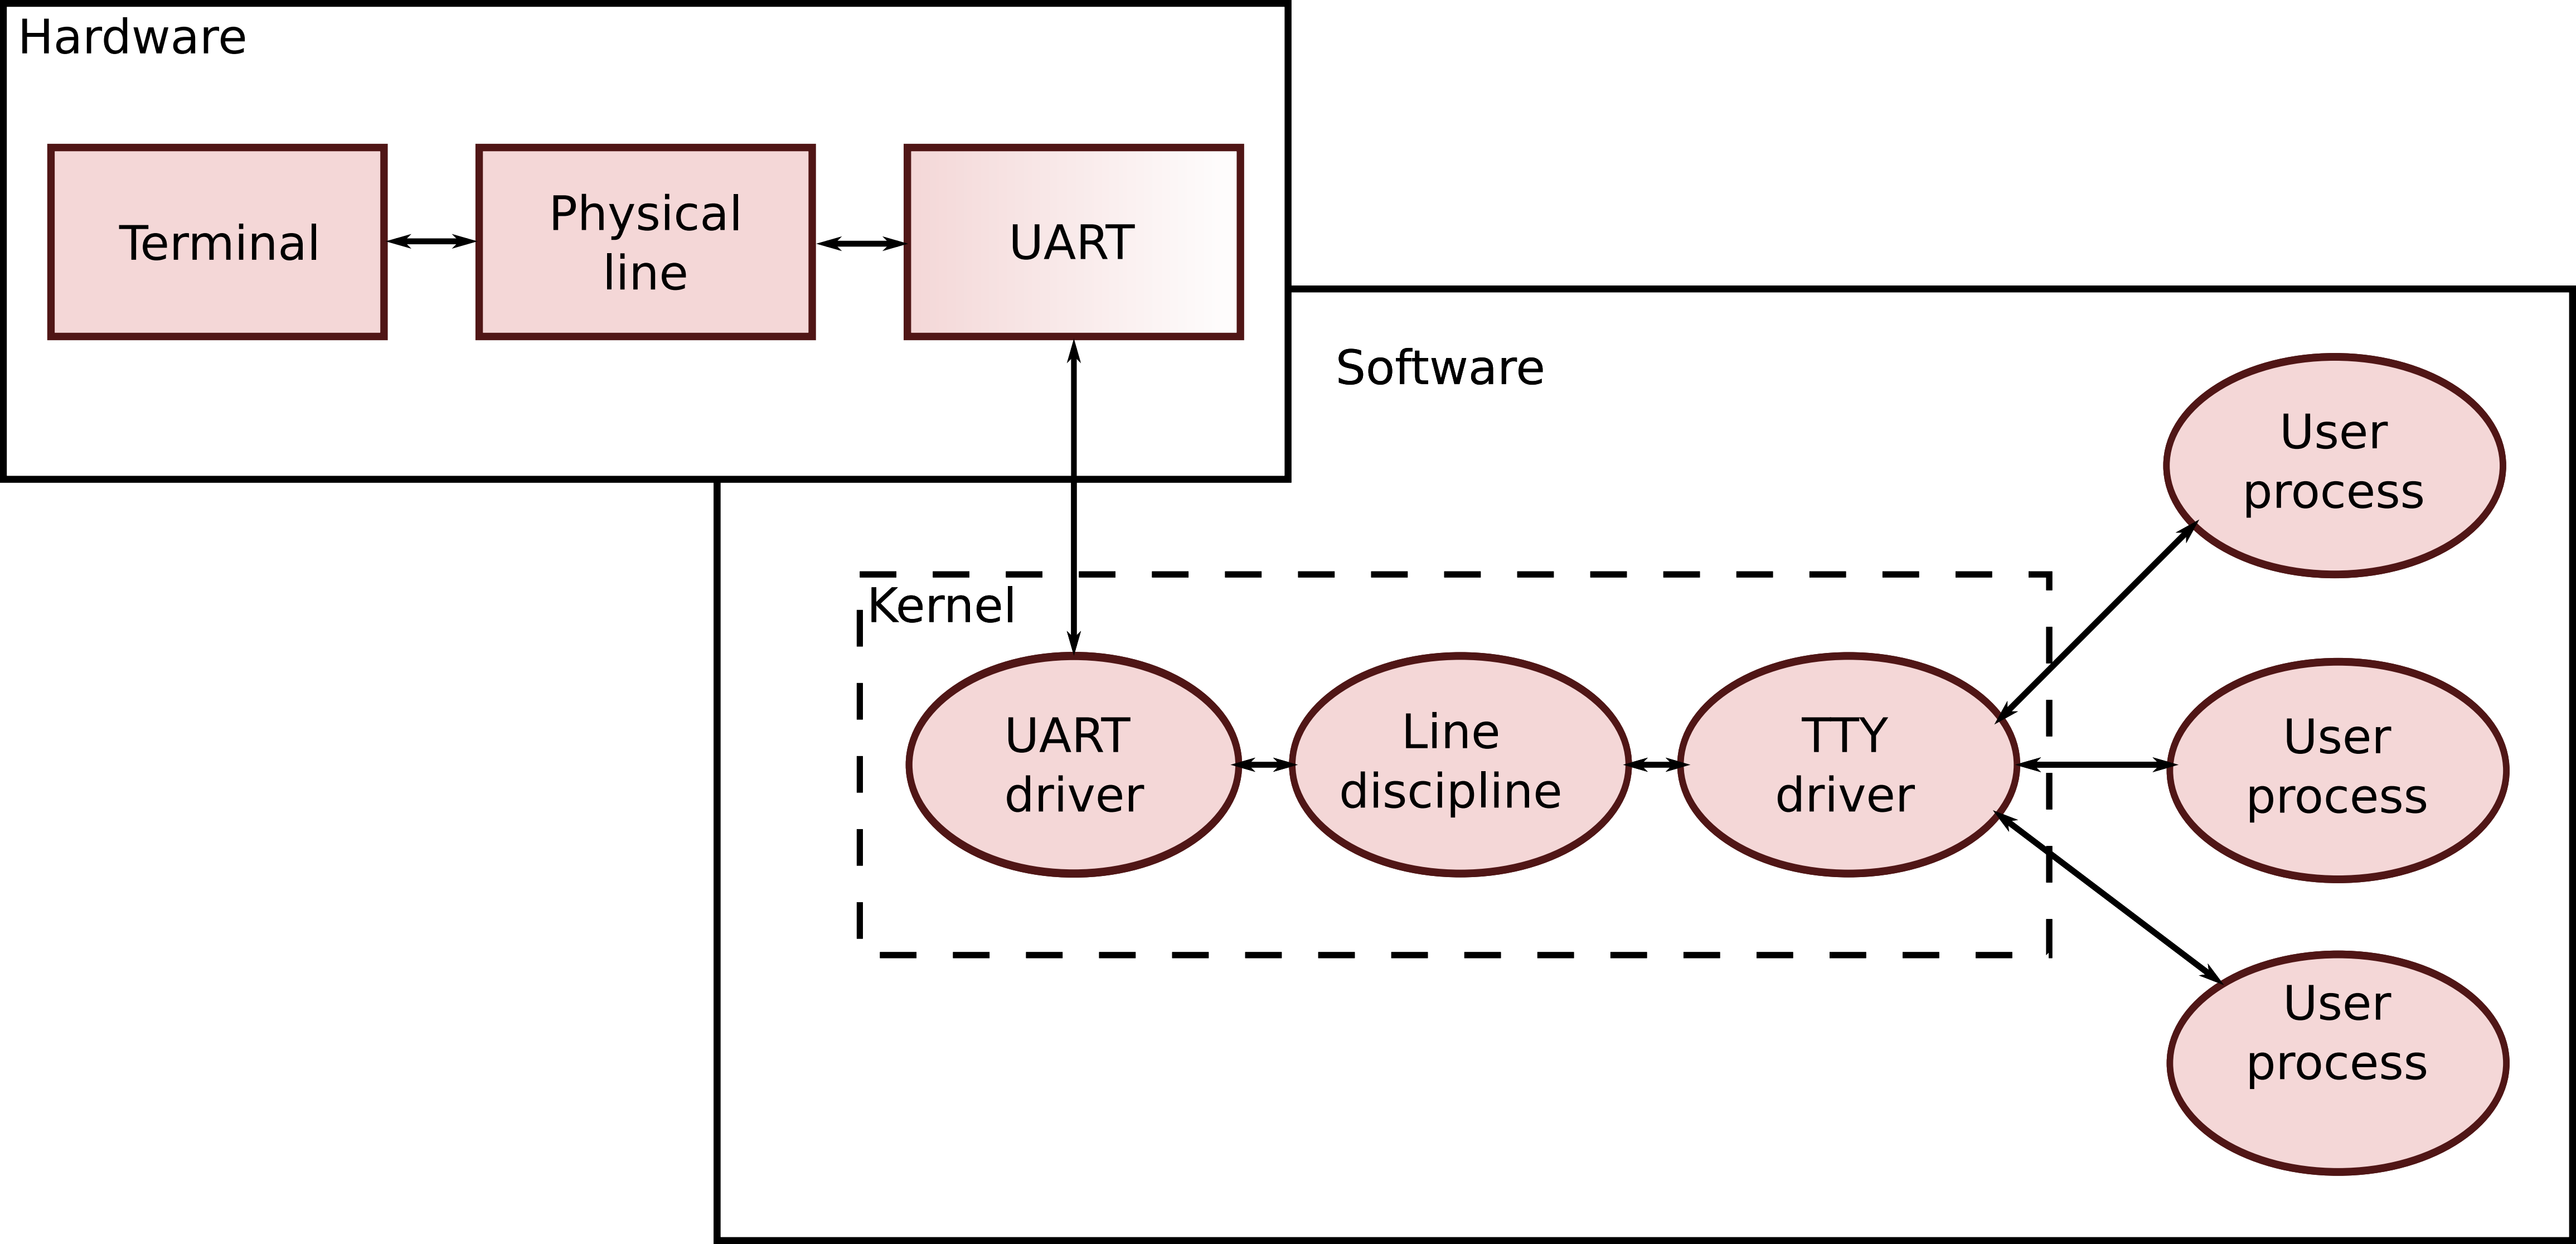 Hardware
Terminal
Physical
line
UART
Software
Kernel
UART
driver
Line
discipline
TTY
driver
User
process
User
process
User
process